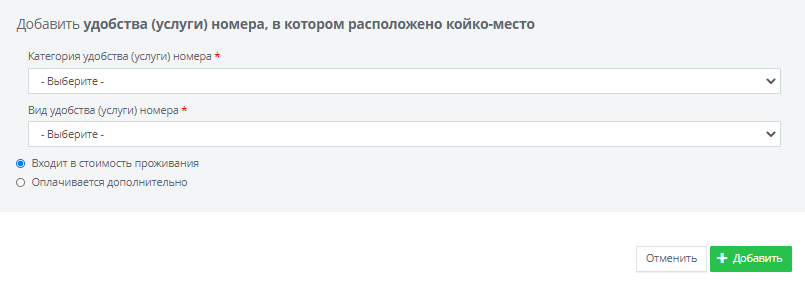 Добавить удобства (услуги) номера, в котором расположено койко-место
Категория удобства (услуги) номера *
- Выберите -
Вид удобства (услуги) номера *
- Выберите -
Входит в стоимость проживания
Оплачивается дополнительно
Отменить
Добавить